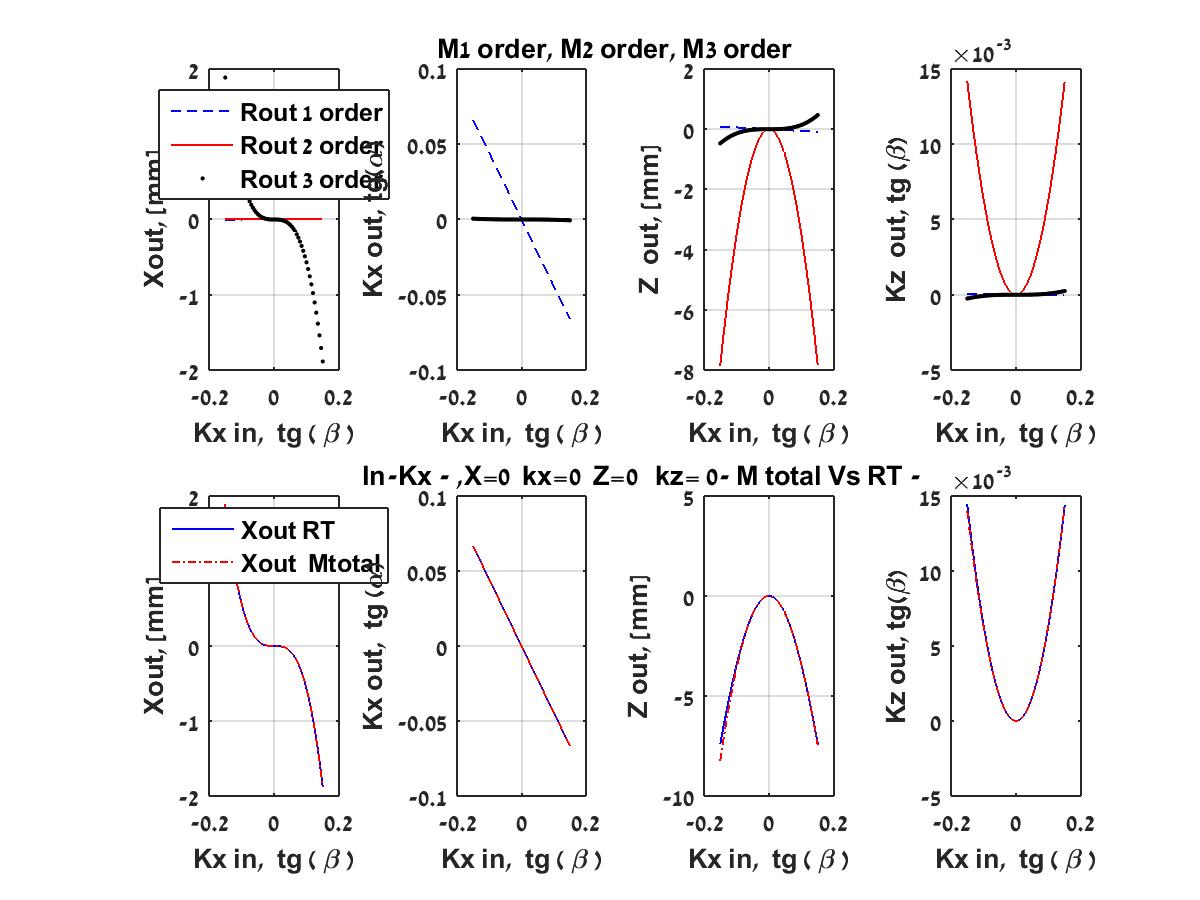 M1 order, M2 order, M3 order
×10⁻³
2
0
-1
-2
-0.2 0 0.2
Xout, [mm]
Kx in, tg ( β )
Rout 1 order
Rout 2 order
Rout 3 order
0.1
0.05
0
-0.05
-0.1
-0.2 0 0.2
Kx out, tg(α)
Kx in, tg ( β )
2
0
-2
-4
-6
-8
-0.2 0 0.2
Z out, [mm]
Kx in, tg ( β )
15
10
5
0
-5
-0.2 0 0.2
Kz out, tg (β)
Kx in, tg ( β )
In-Kx - ,X=0 kx=0 Z=0 kz= 0- M total Vs RT -
×10⁻³
2
0
-1
-2
-0.2 0 0.2
Xout, [mm]
Kx in, tg ( β )
Xout RT
Xout Mtotal
0.1
0.05
0
-0.05
-0.1
-0.2 0 0.2
Kx out, tg (α)
Kx in, tg ( β )
5
0
-5
-10
-0.2 0 0.2
Z out, [mm]
Kx in, tg ( β )
15
10
5
0
-5
-0.2 0 0.2
Kz out, tg(β)
Kx in, tg ( β )